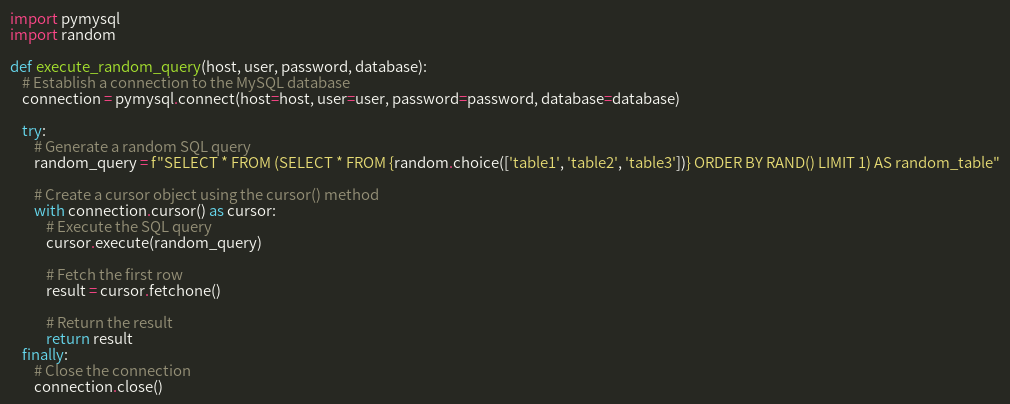 import pymysql
import random
def execute_random_query(host, user, password, database):
# Establish a connection to the MySQL database
connection = pymysql.connect(host=host, user=user, password=password, database=database)
try:
# Generate a random SQL query
random_query = f"SELECT * FROM (SELECT * FROM {random.choice(['table1', 'table2', 'table3'])} ORDER BY RAND() LIMIT 1) AS random_table"
# Create a cursor object using the cursor() method
with connection.cursor() as cursor:
# Execute the SQL query
cursor.execute(random_query)
# Fetch the first row
result = cursor.fetchone()
# Return the result
return result
finally:
# Close the connection
connection.close()